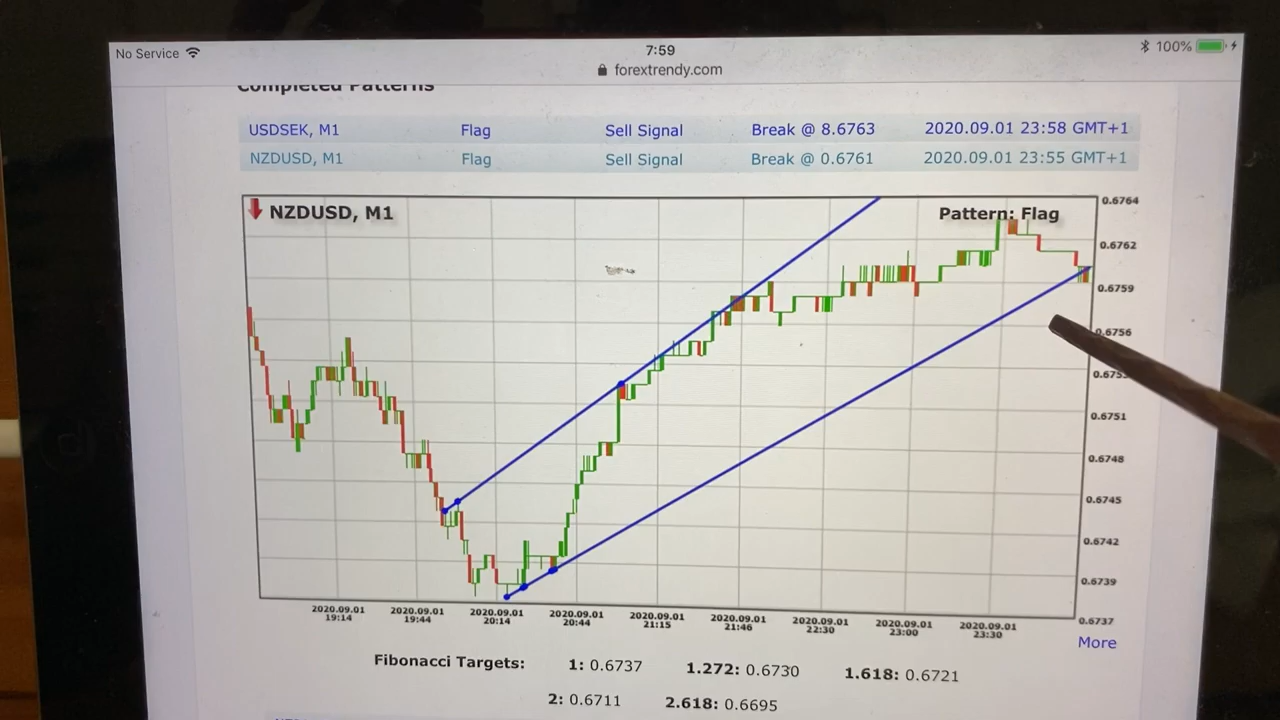 No Service 7:59 100%
forextrendy.com
Completed Patterns
USDSEK, M1 Flag Sell Signal Break @ 8.6763 2020.09.01 23:58 GMT+1
NZDUSD, M1 Flag Sell Signal Break @ 0.6761 2020.09.01 23:55 GMT+1
NZDUSD, M1 Pattern: Flag
0.6764
0.6762
0.6759
0.6756
0.6751
0.6748
0.6745
0.6742
0.6739
0.6737
2020.09.01 2020.09.01 2020.09.01 2020.09.01 2020.09.01 2020.09.01 2020.09.01 2020.09.01 2020.09.01
19:14 19:44 20:14 20:44 21:15 21:46 22:30 23:00 23:30
More
Fibonacci Targets: 1: 0.6737 1.272: 0.6730 1.618: 0.6721
2: 0.6711 2.618: 0.6695